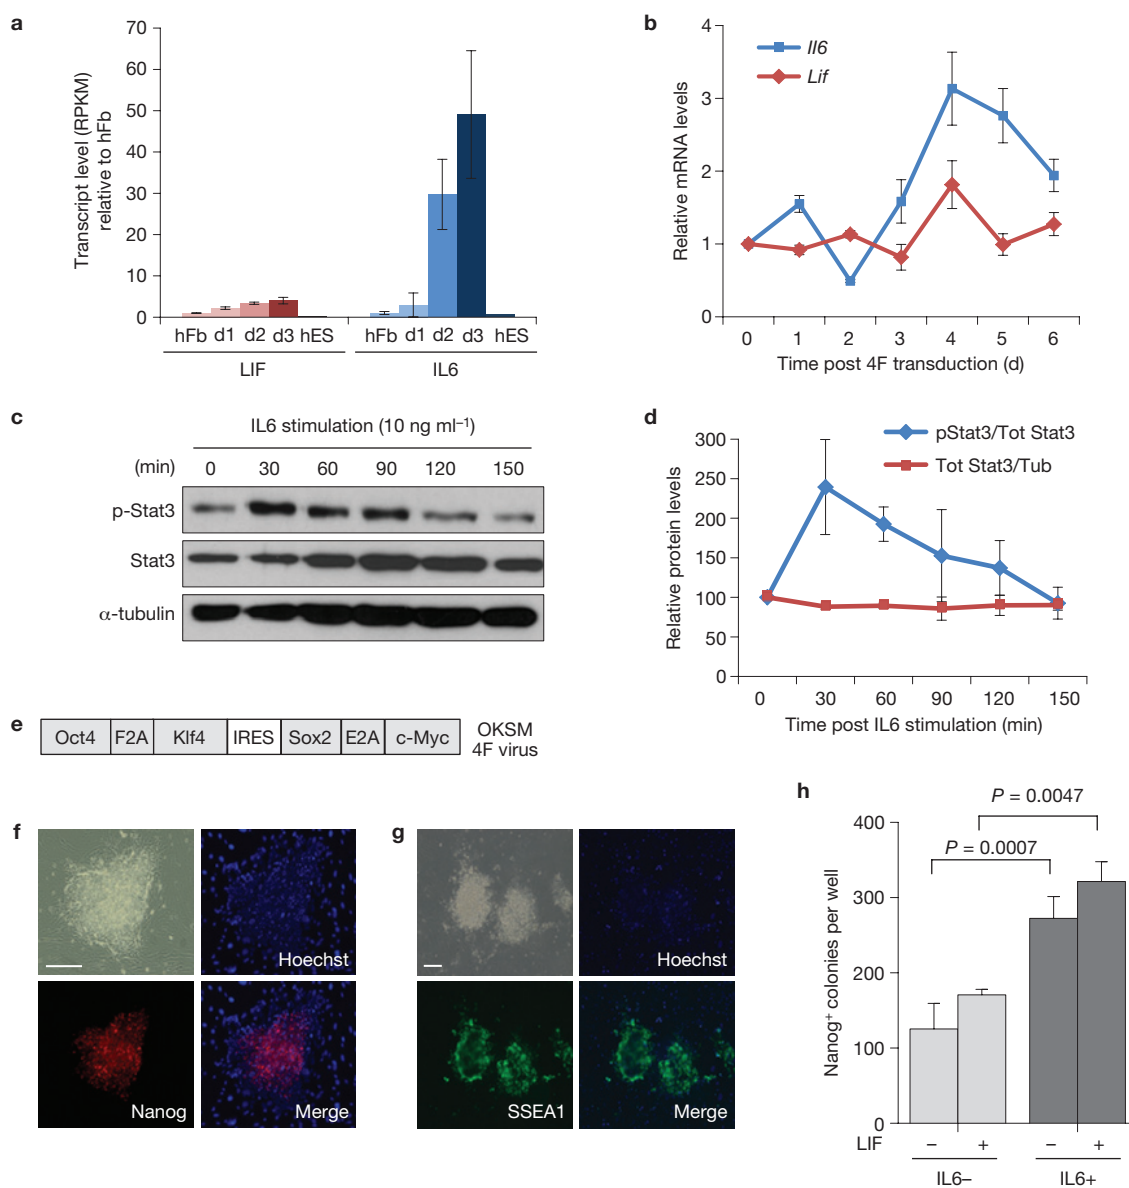 a
70
60
50
40
30
20
10
0
Transcript level (RPKM)
relative to hFb
hFb d1 d2 d3 hES
hFb d1 d2 d3 hES
LIF
IL6
b
4
3
2
1
0
Relative mRNA levels
Il6
Lif
0 1 2 3 4 5 6
Time post 4F transduction (d)
c
IL6 stimulation (10 ng ml⁻¹)
(min) 0 30 60 90 120 150
p-Stat3
Stat3
α-tubulin
d
300
250
200
150
100
50
0
Relative protein levels
pStat3/Tot Stat3
Tot Stat3/Tub
0 30 60 90 120 150
Time post IL6 stimulation (min)
e
Oct4 F2A Klf4 IRES Sox2 E2A c-Myc
OKSM
4F virus
f
Hoechst
Nanog
Merge
g
Hoechst
SSEA1
Merge
h
P = 0.0047
P = 0.0007
400
300
200
100
0
Nanog⁺ colonies per well
LIF − + − +
IL6− IL6+